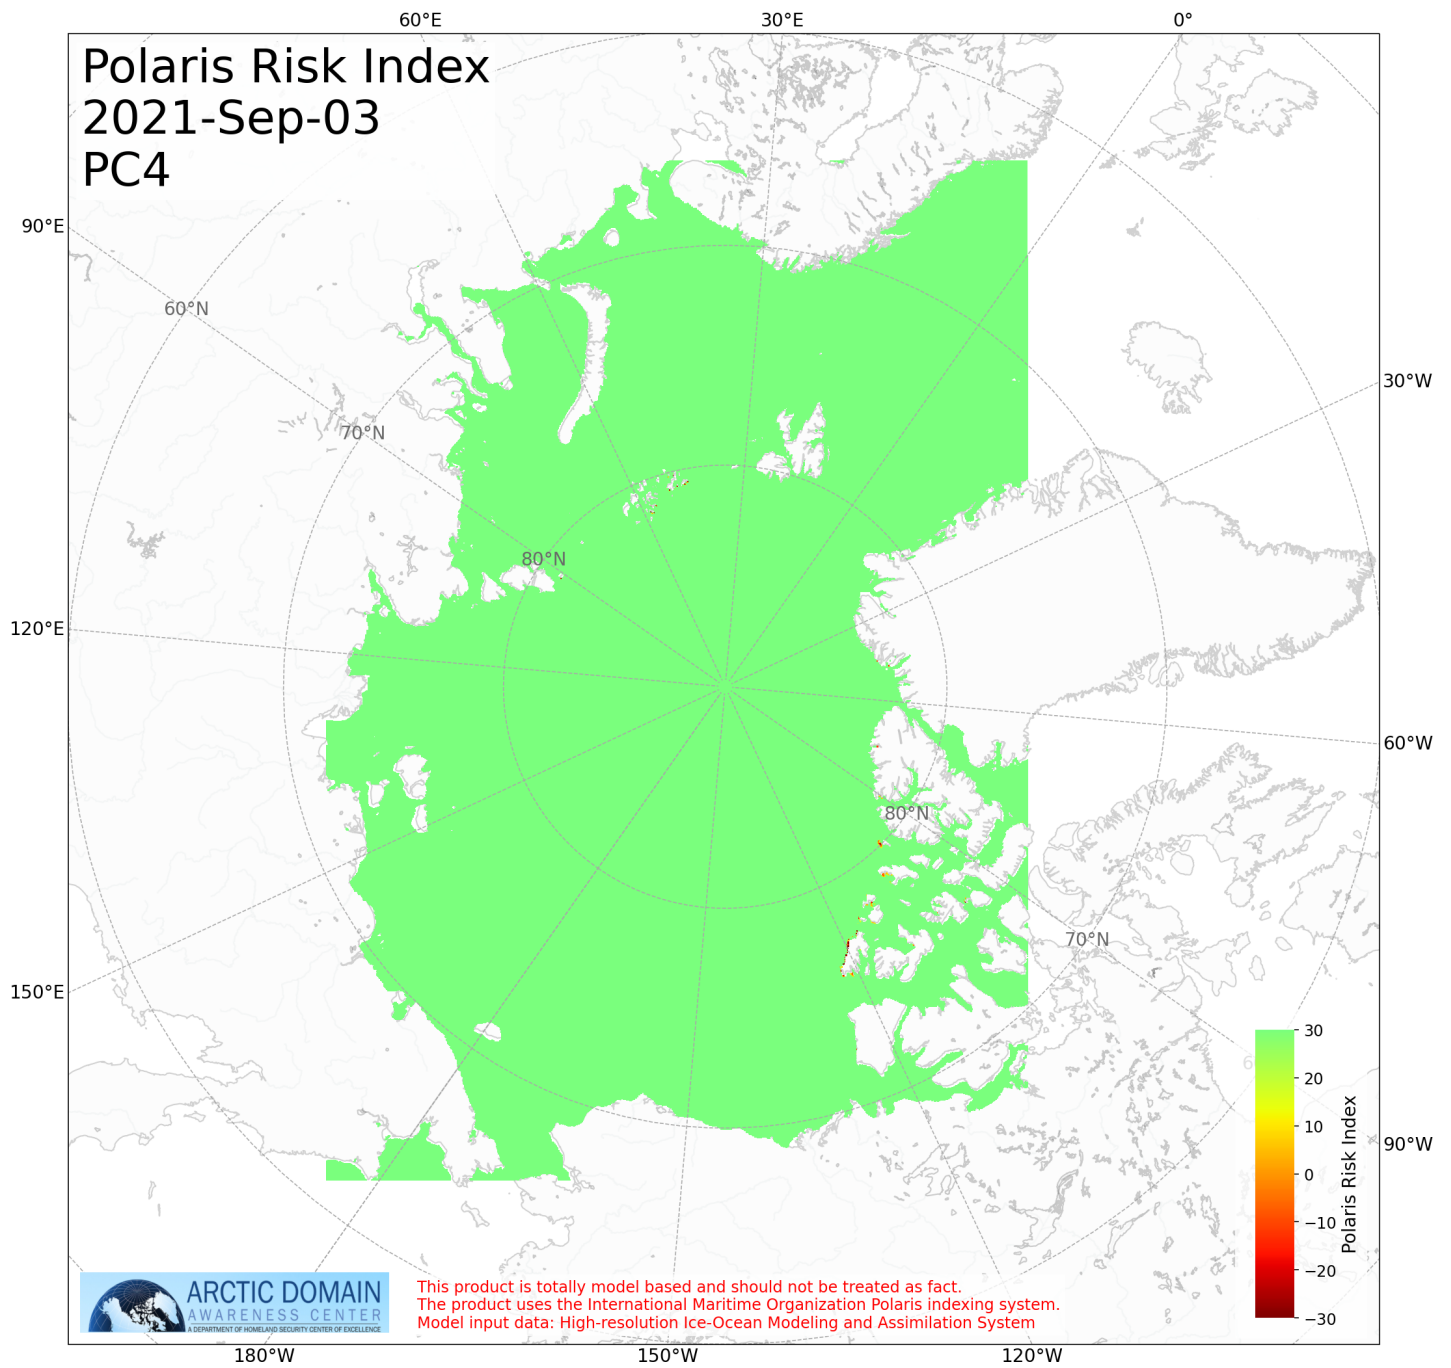 60°E 30°E 0°
Polaris Risk Index
2021-Sep-03
PC4
90°E
60°N
30°W
70°N
80°N
120°E
60°W
80°N
70°N
150°E
30
20
10
0
−10
−20
−30
Polaris Risk Index
90°W
ARCTIC DOMAIN
AWARENESS CENTER
A DEPARTMENT OF HOMELAND SECURITY CENTER OF EXCELLENCE
This product is totally model based and should not be treated as fact.
The product uses the International Maritime Organization Polaris indexing system.
Model input data: High-resolution Ice-Ocean Modeling and Assimilation System
180°W 150°W 120°W